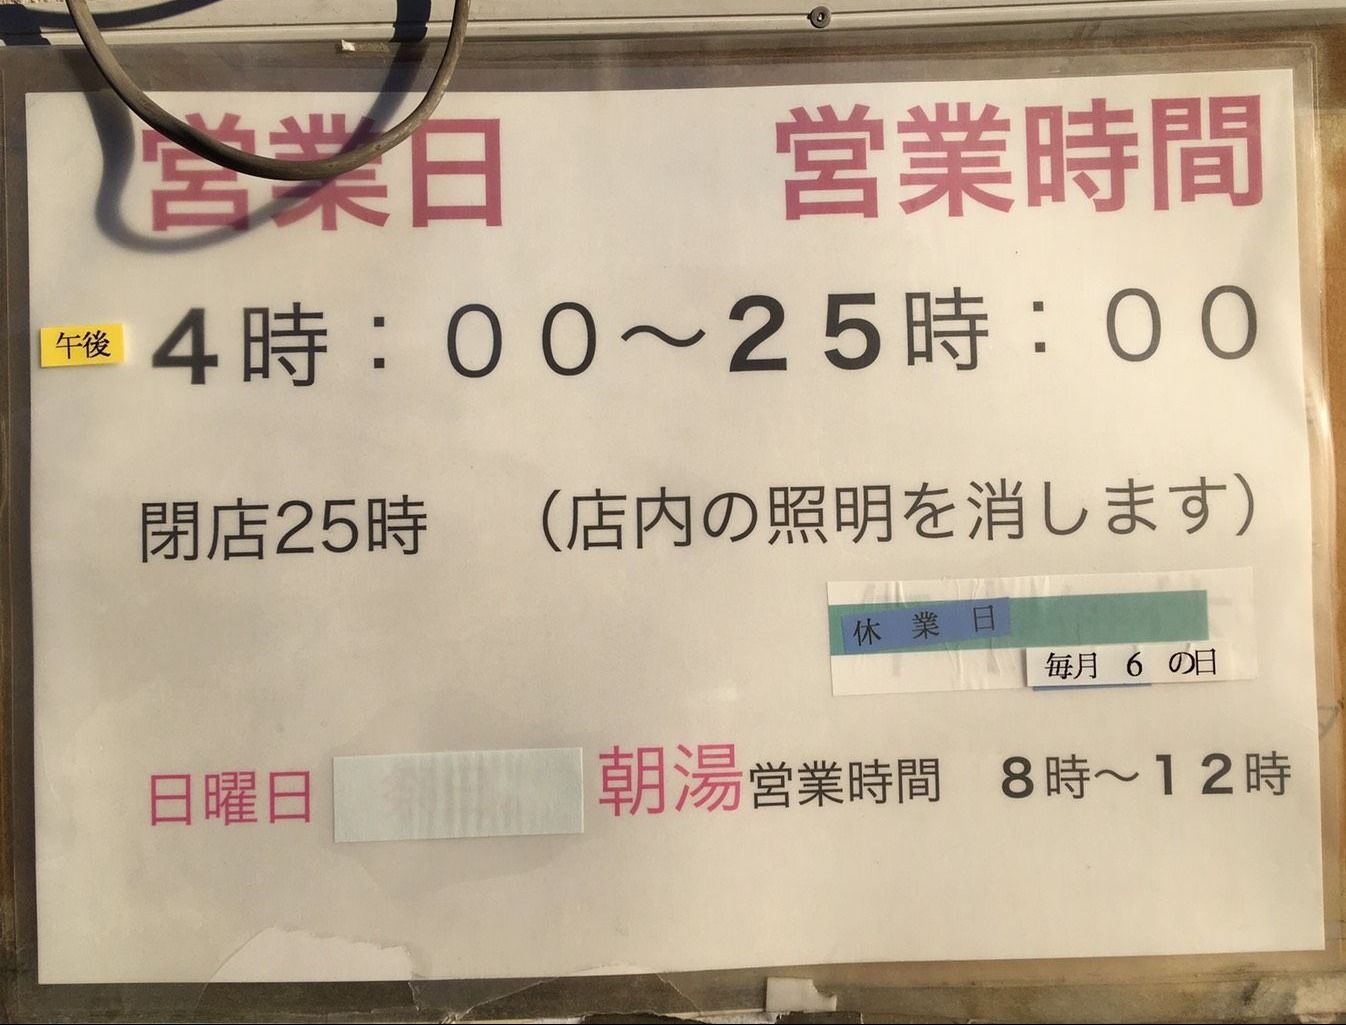 営業日 営業時間
午後 4時：００～２５時：００
閉店25時 （店内の照明を消します）
休業日
毎月 6 の日
日曜日 朝湯営業時間 8時～１２時